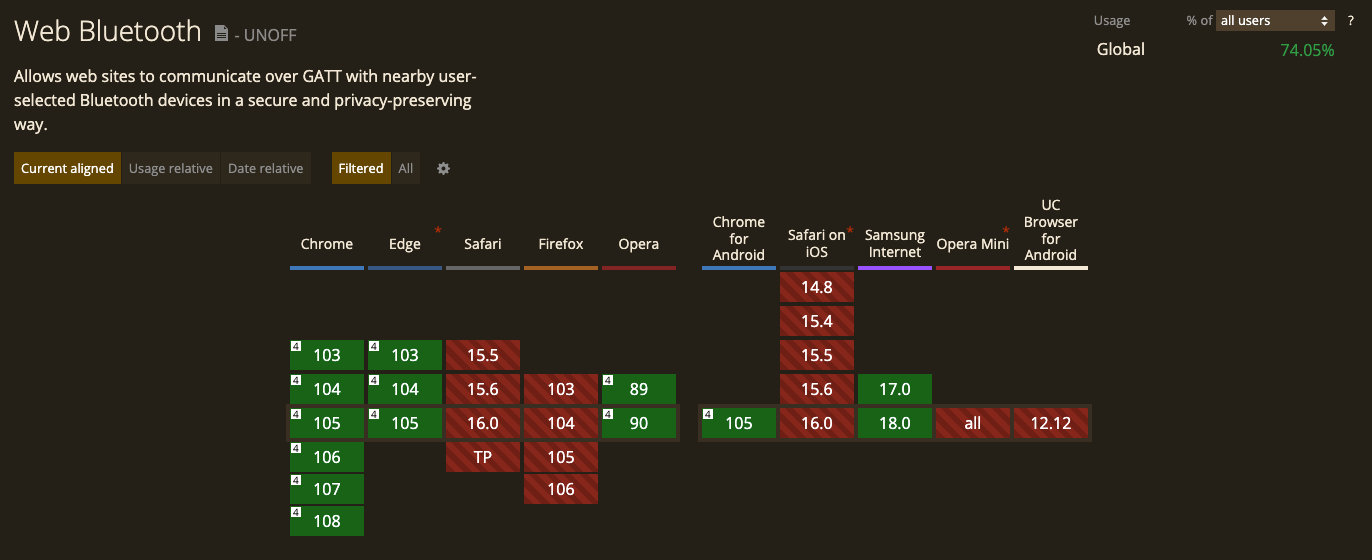 Web Bluetooth - UNOFF
Usage % of all users ?
Global 74.05%
Allows web sites to communicate over GATT with nearby user-
selected Bluetooth devices in a secure and privacy-preserving
way.
Current aligned Usage relative Date relative Filtered All
Chrome Edge * Safari Firefox Opera
Chrome for Android
Safari on iOS *
Samsung Internet
Opera Mini *
UC Browser for Android
14.8
15.4
4 103 4 103 15.5 15.5
4 104 4 104 15.6 103 4 89 15.6 17.0
4 105 4 105 16.0 104 4 90 4 105 16.0 18.0 all 12.12
4 106 TP 105
4 107 106
4 108